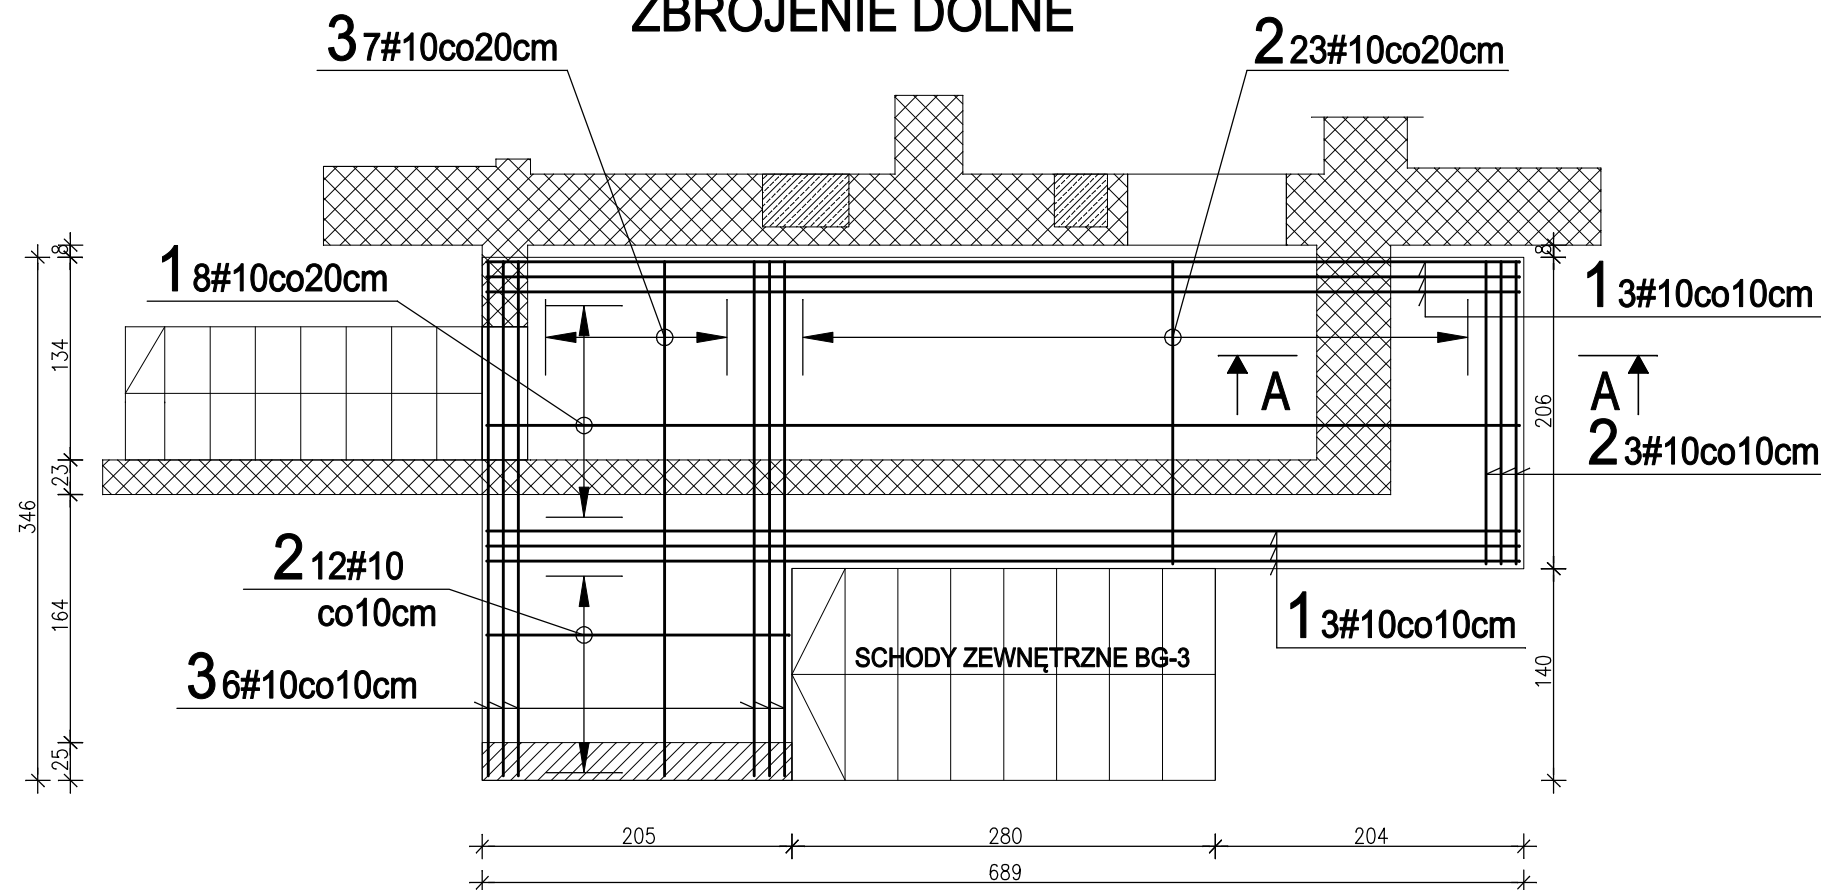 ZBROJENIE DOLNE
3 7#10co20cm
2 23#10co20cm
8
8
1 8#10co20cm
1 3#10co10cm
134
A
A
206
2 3#10co10cm
23
346
2 12#10
co10cm
164
1 3#10co10cm
SCHODY ZEWNĘTRZNE BG-3
3 6#10co10cm
140
25
205
280
204
689